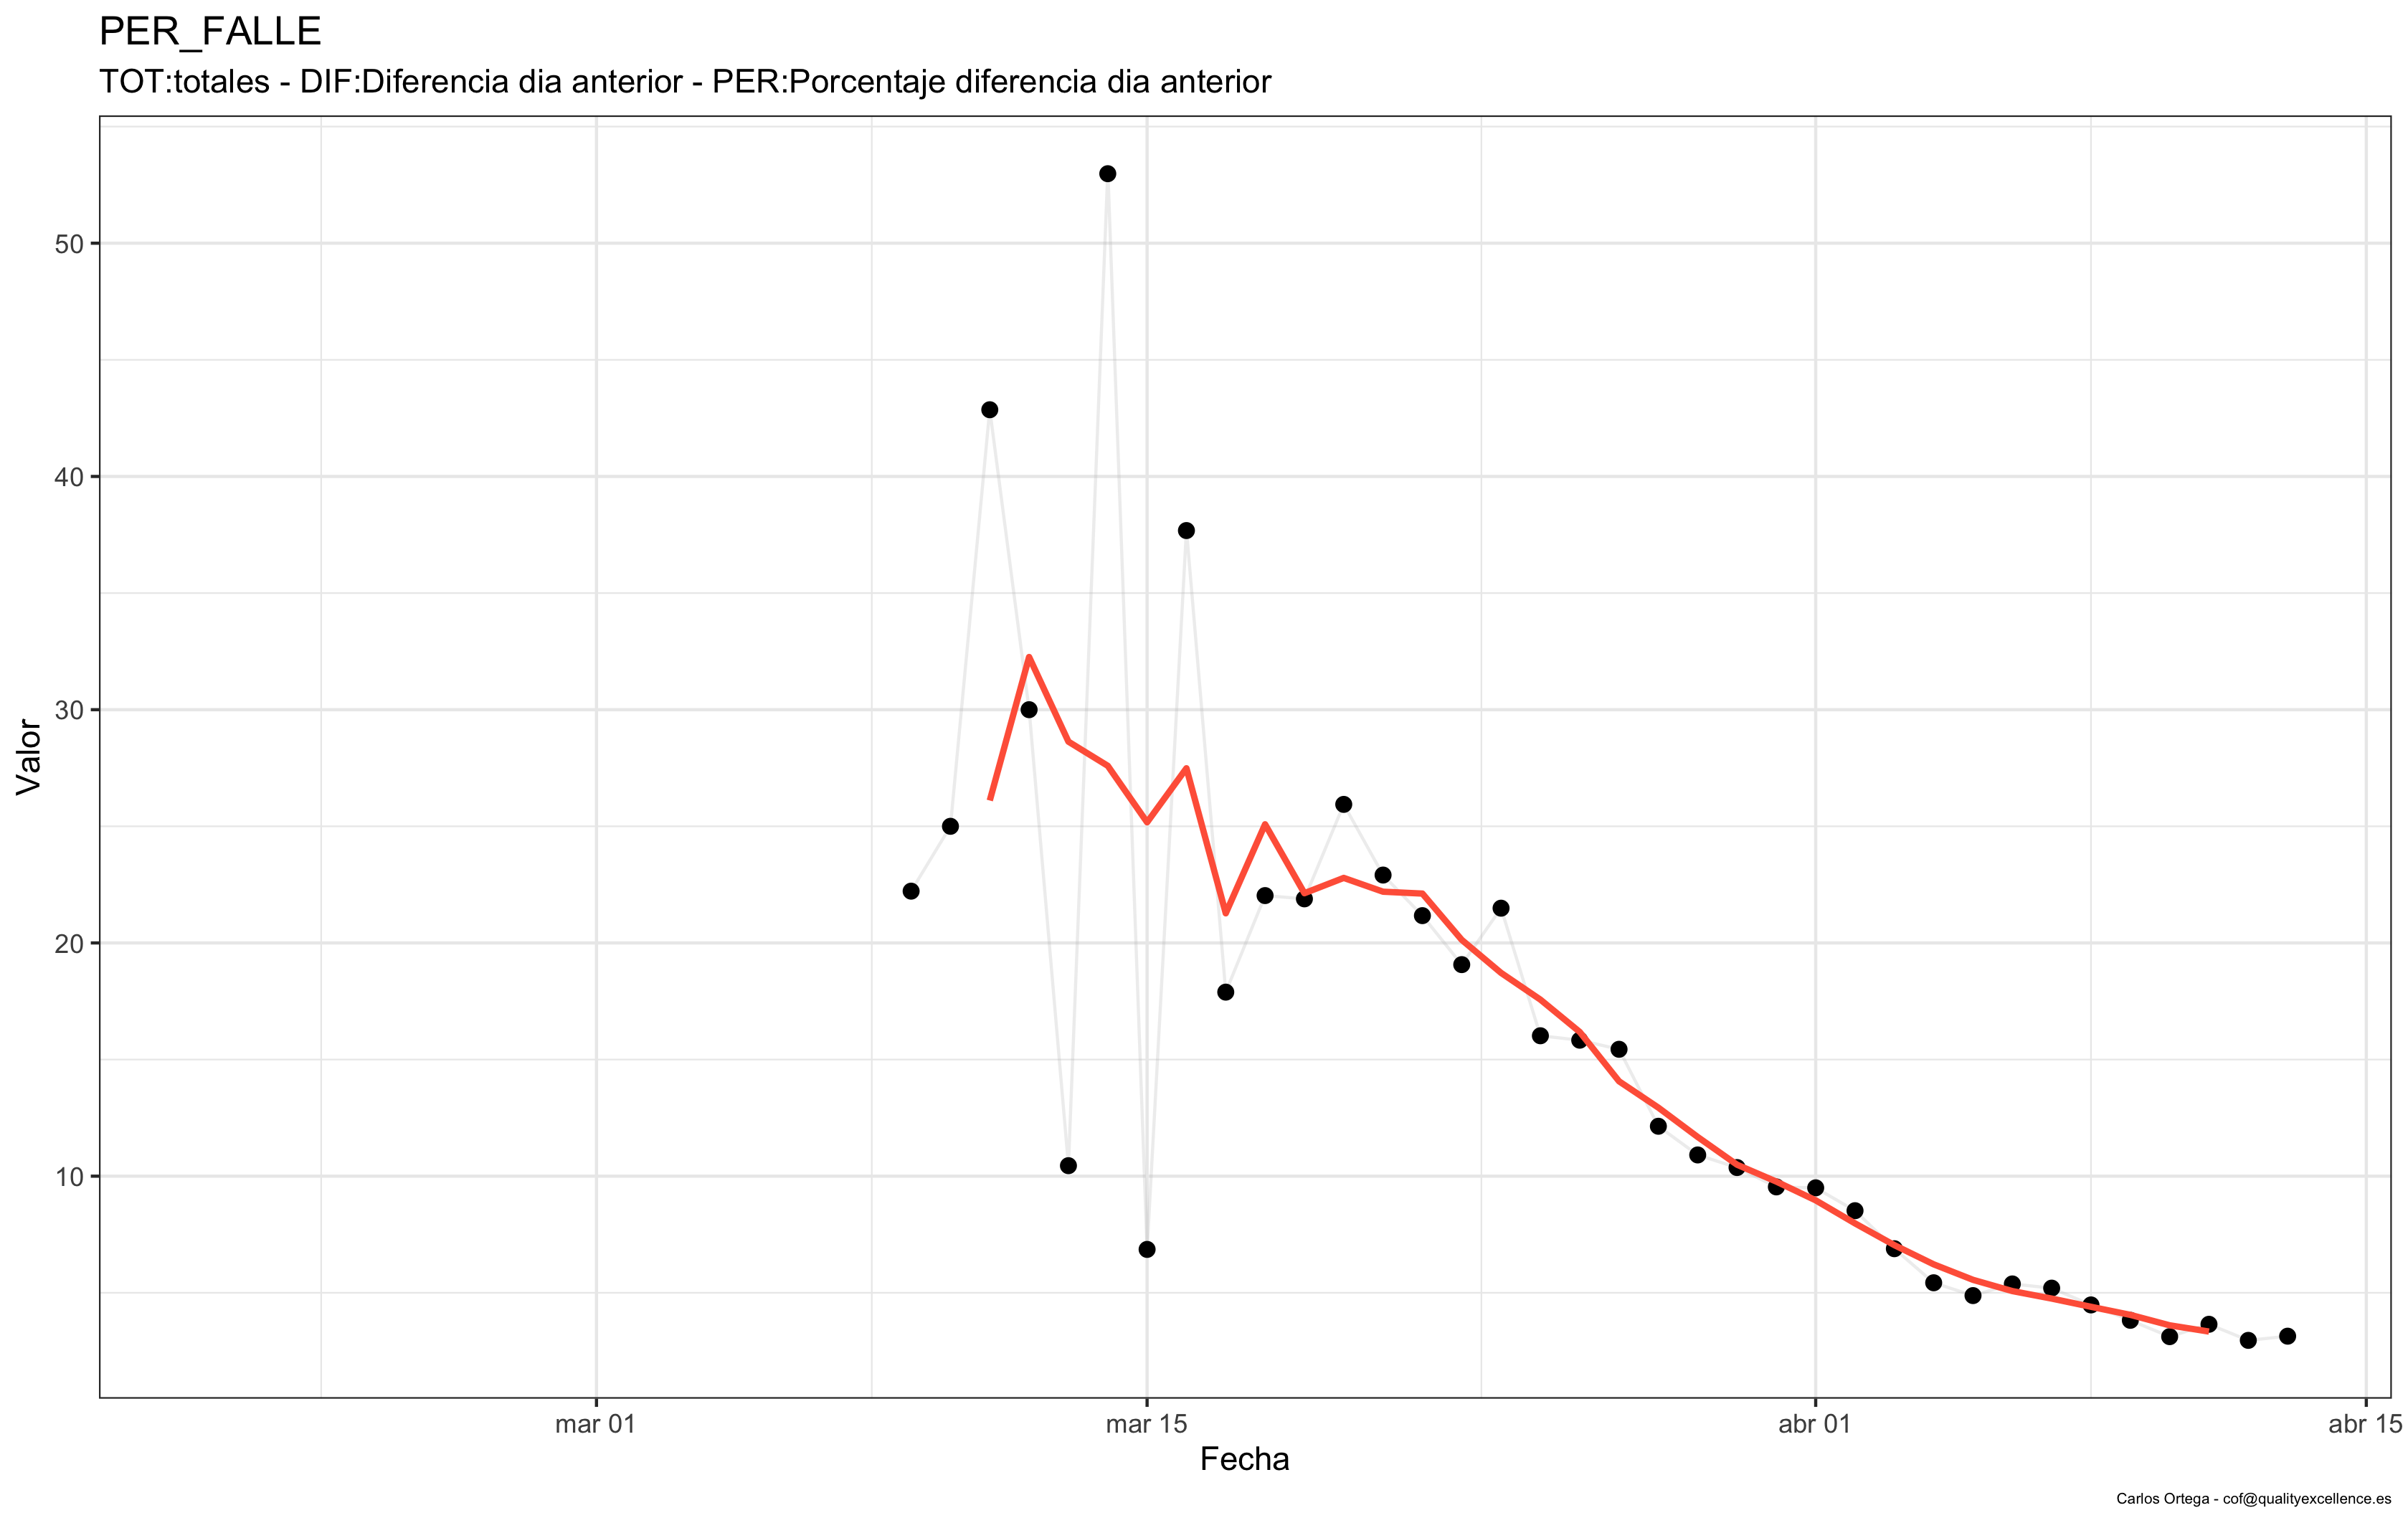 PER_FALLE
TOT:totales - DIF:Diferencia dia anterior - PER:Porcentaje diferencia dia anterior
Valor
50
40
30
20
10
mar 01
mar 15
abr 01
abr 15
Fecha
Carlos Ortega - cof@qualityexcellence.es